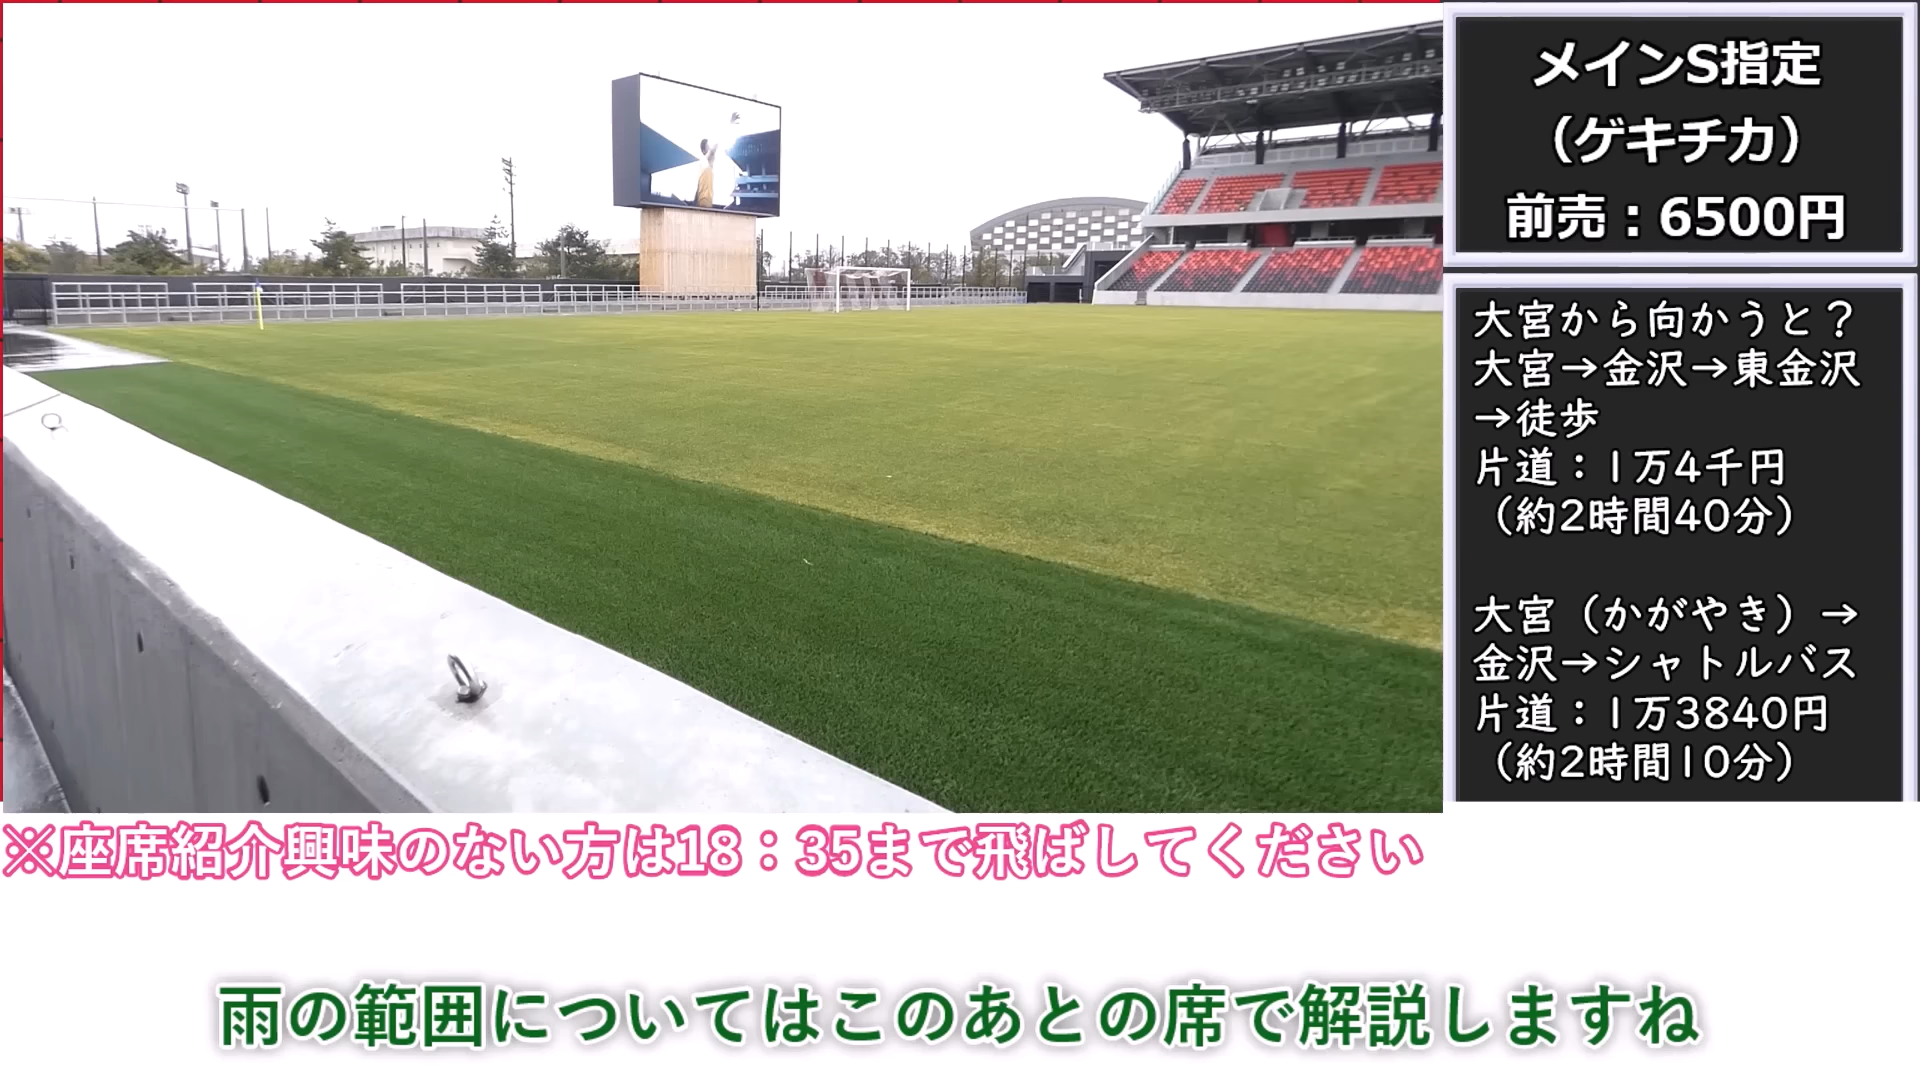 メインS指定
（ゲキチカ）
前売：6500円
大宮から向かうと？
大宮→金沢→東金沢
→徒歩
片道：1万4千円
（約2時間40分）
大宮（かがやき）→
金沢→シャトルバス
片道：1万3840円
（約2時間10分）
※座席紹介興味のない方は18：35まで飛ばしてください
雨の範囲についてはこのあとの席で解説しますね